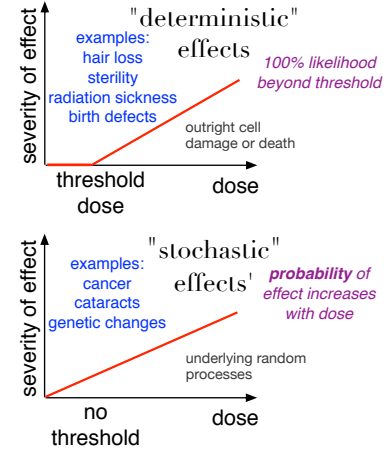 "deterministic"
effects
examples:
hair loss
sterility
radiation sickness
birth defects
100% likelihood
beyond threshold
severity of effect
outright cell
damage or death
threshold
dose
dose
"stochastic"
effects'
examples:
cancer
cataracts
genetic changes
probability of
effect increases
with dose
severity of effect
underlying random
processes
no
threshold
dose